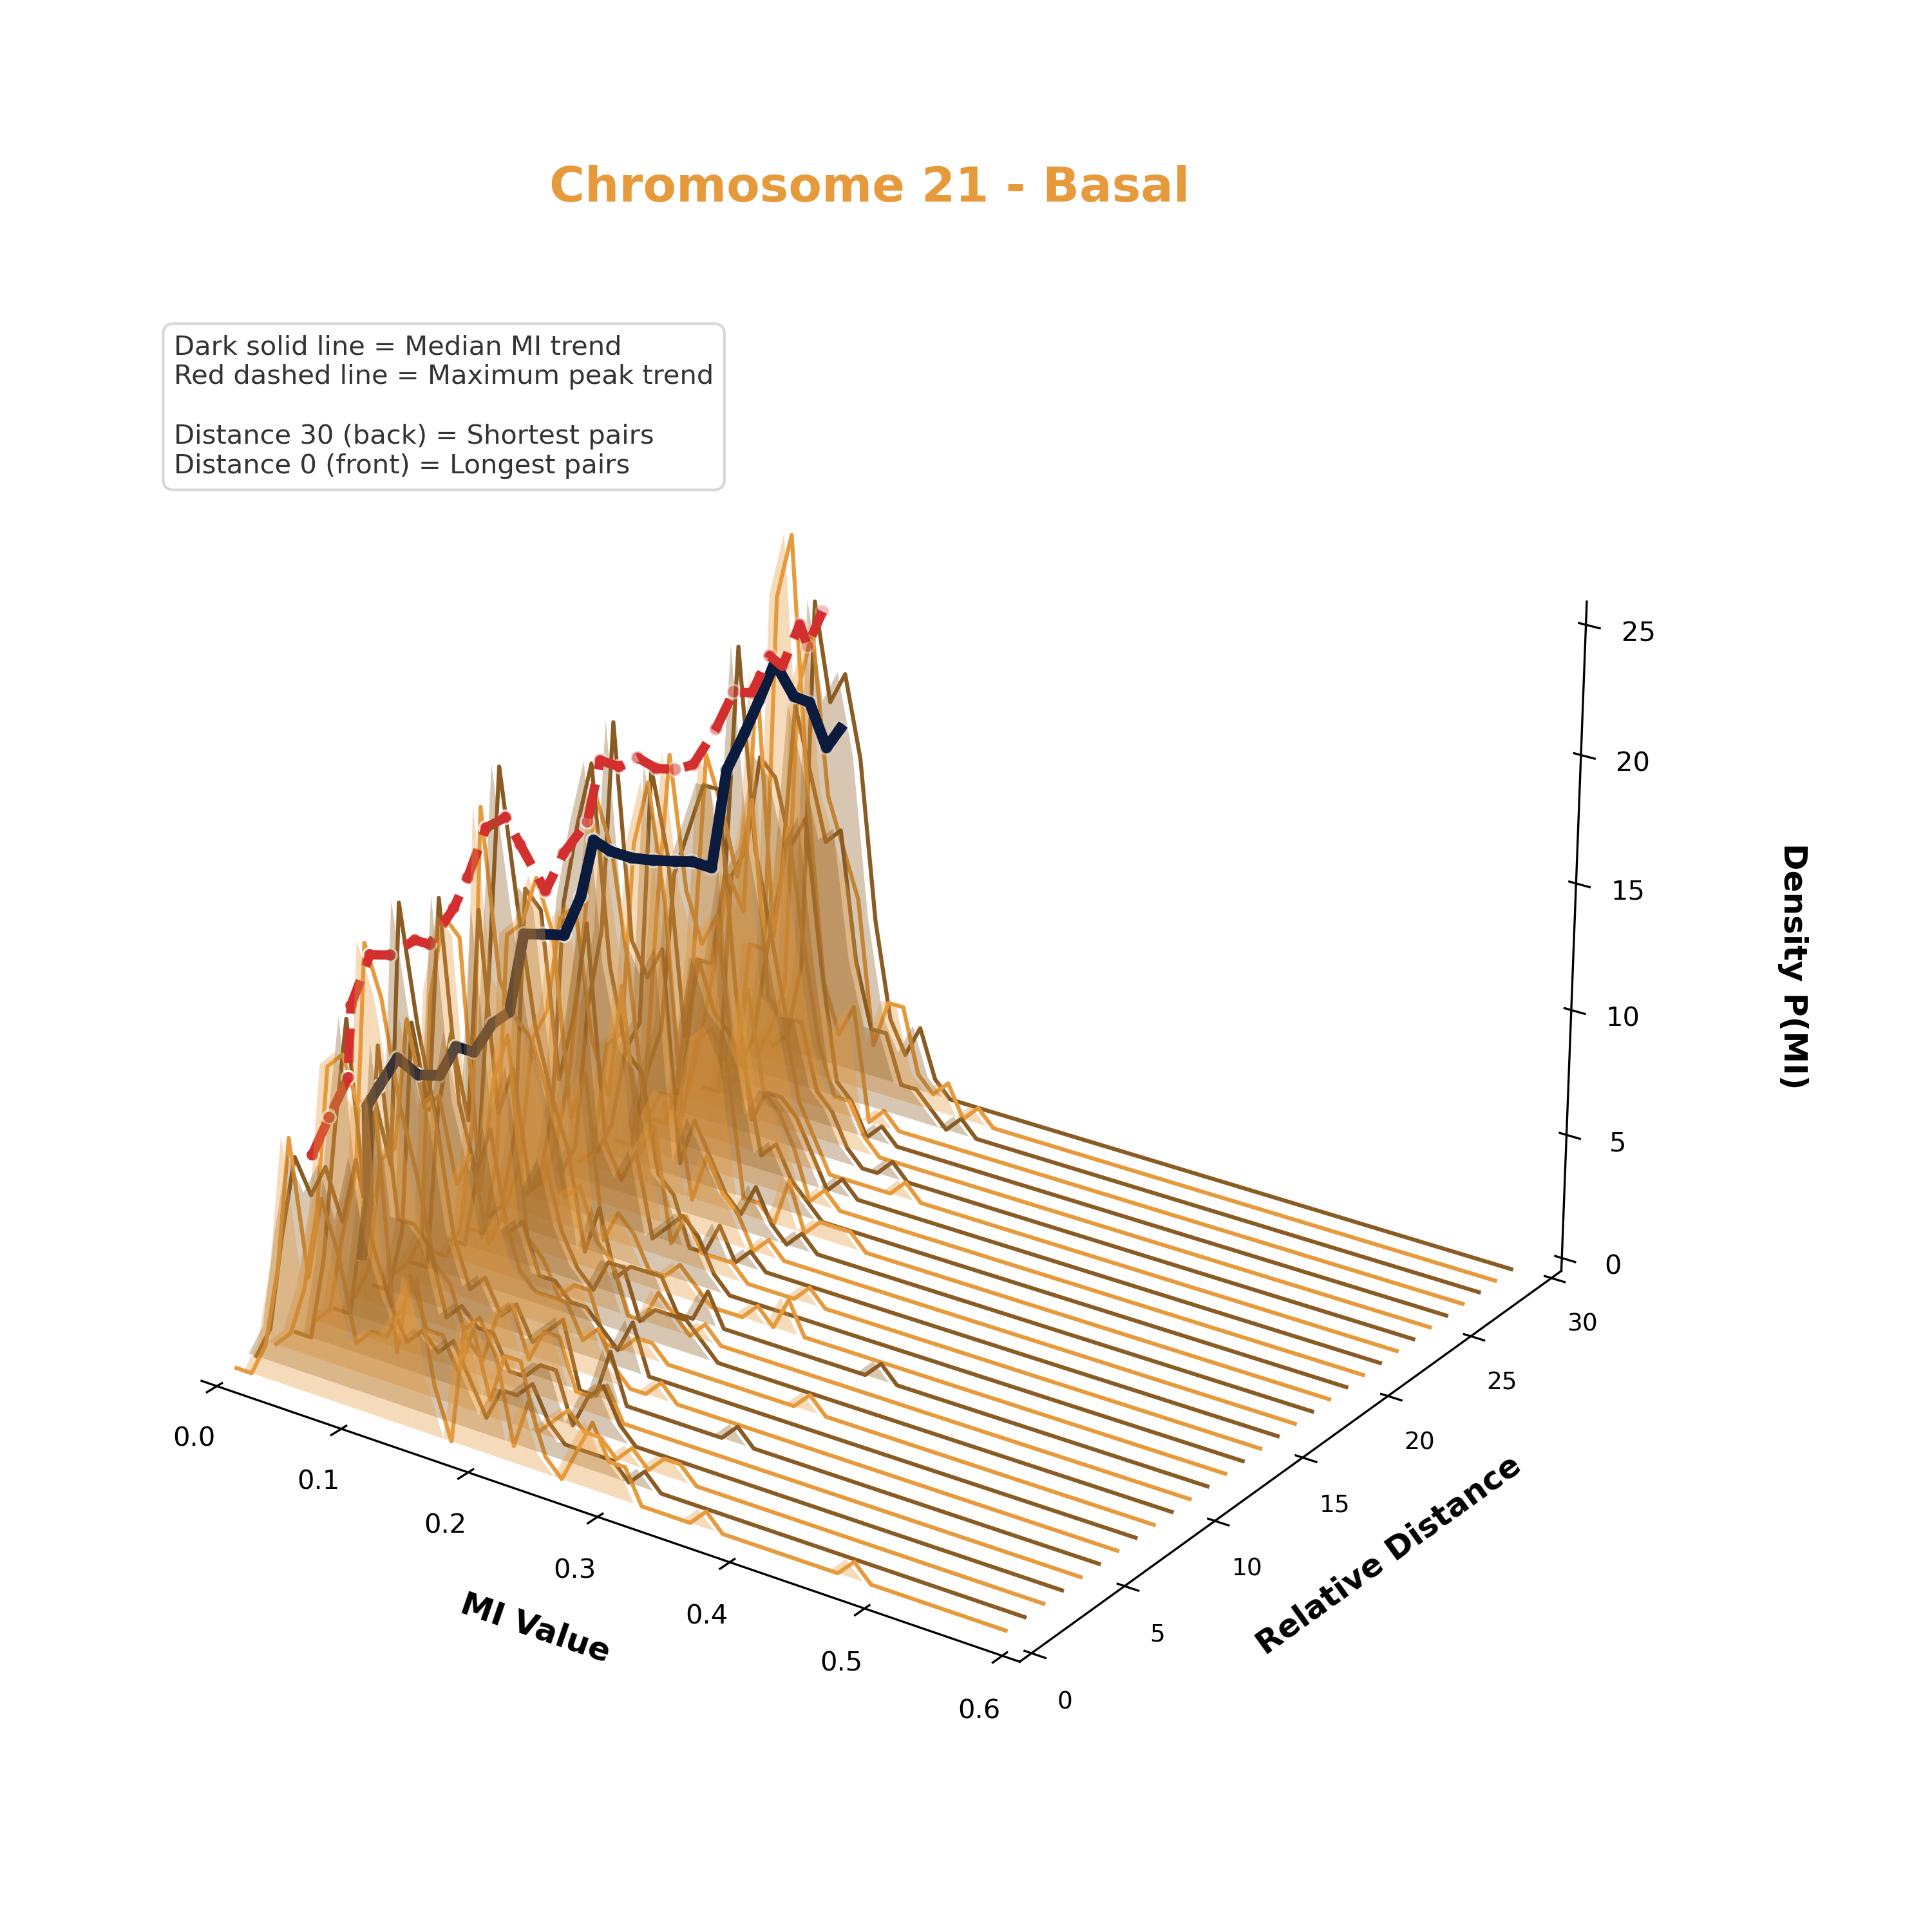 Chromosome 21 - Basal
Dark solid line = Median MI trend
Red dashed line = Maximum peak trend
Distance 30 (back) = Shortest pairs
Distance 0 (front) = Longest pairs
25
20
15
10
5
0
Density P(MI)
30
25
20
15
10
5
0
Relative Distance
0.0
0.1
0.2
0.3
0.4
0.5
0.6
MI Value